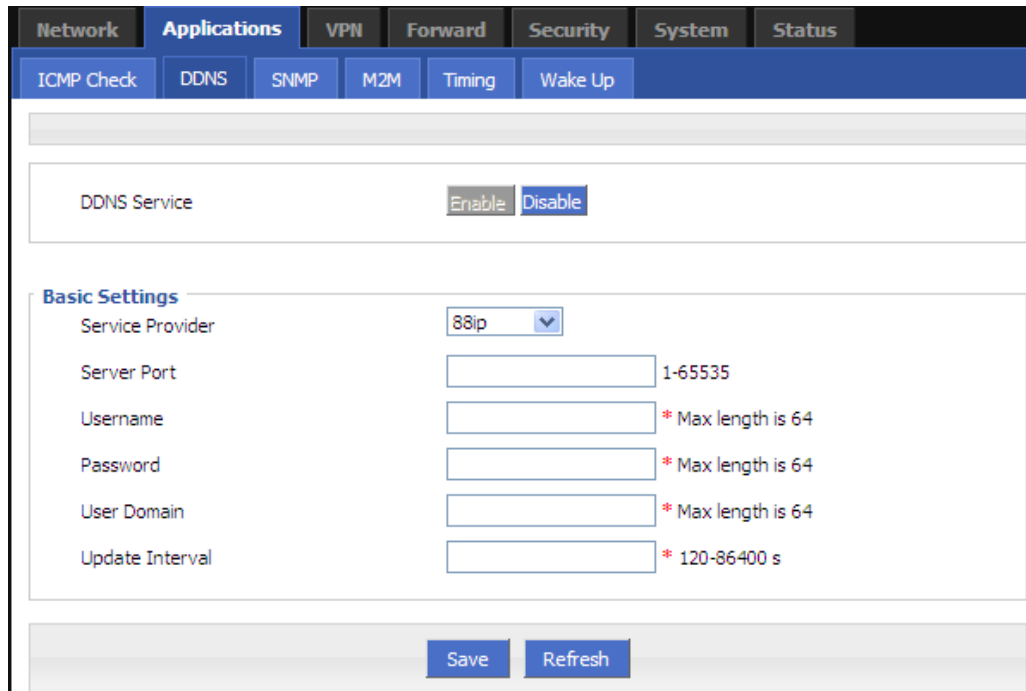 Network Applications VPN Forward Security System Status
ICMP Check DDNS SNMP M2M Timing Wake Up
DDNS Service Enable Disable
Basic Settings
Service Provider 88ip
Server Port 1-65535
Username * Max length is 64
Password * Max length is 64
User Domain * Max length is 64
Update Interval * 120-86400 s
Save Refresh